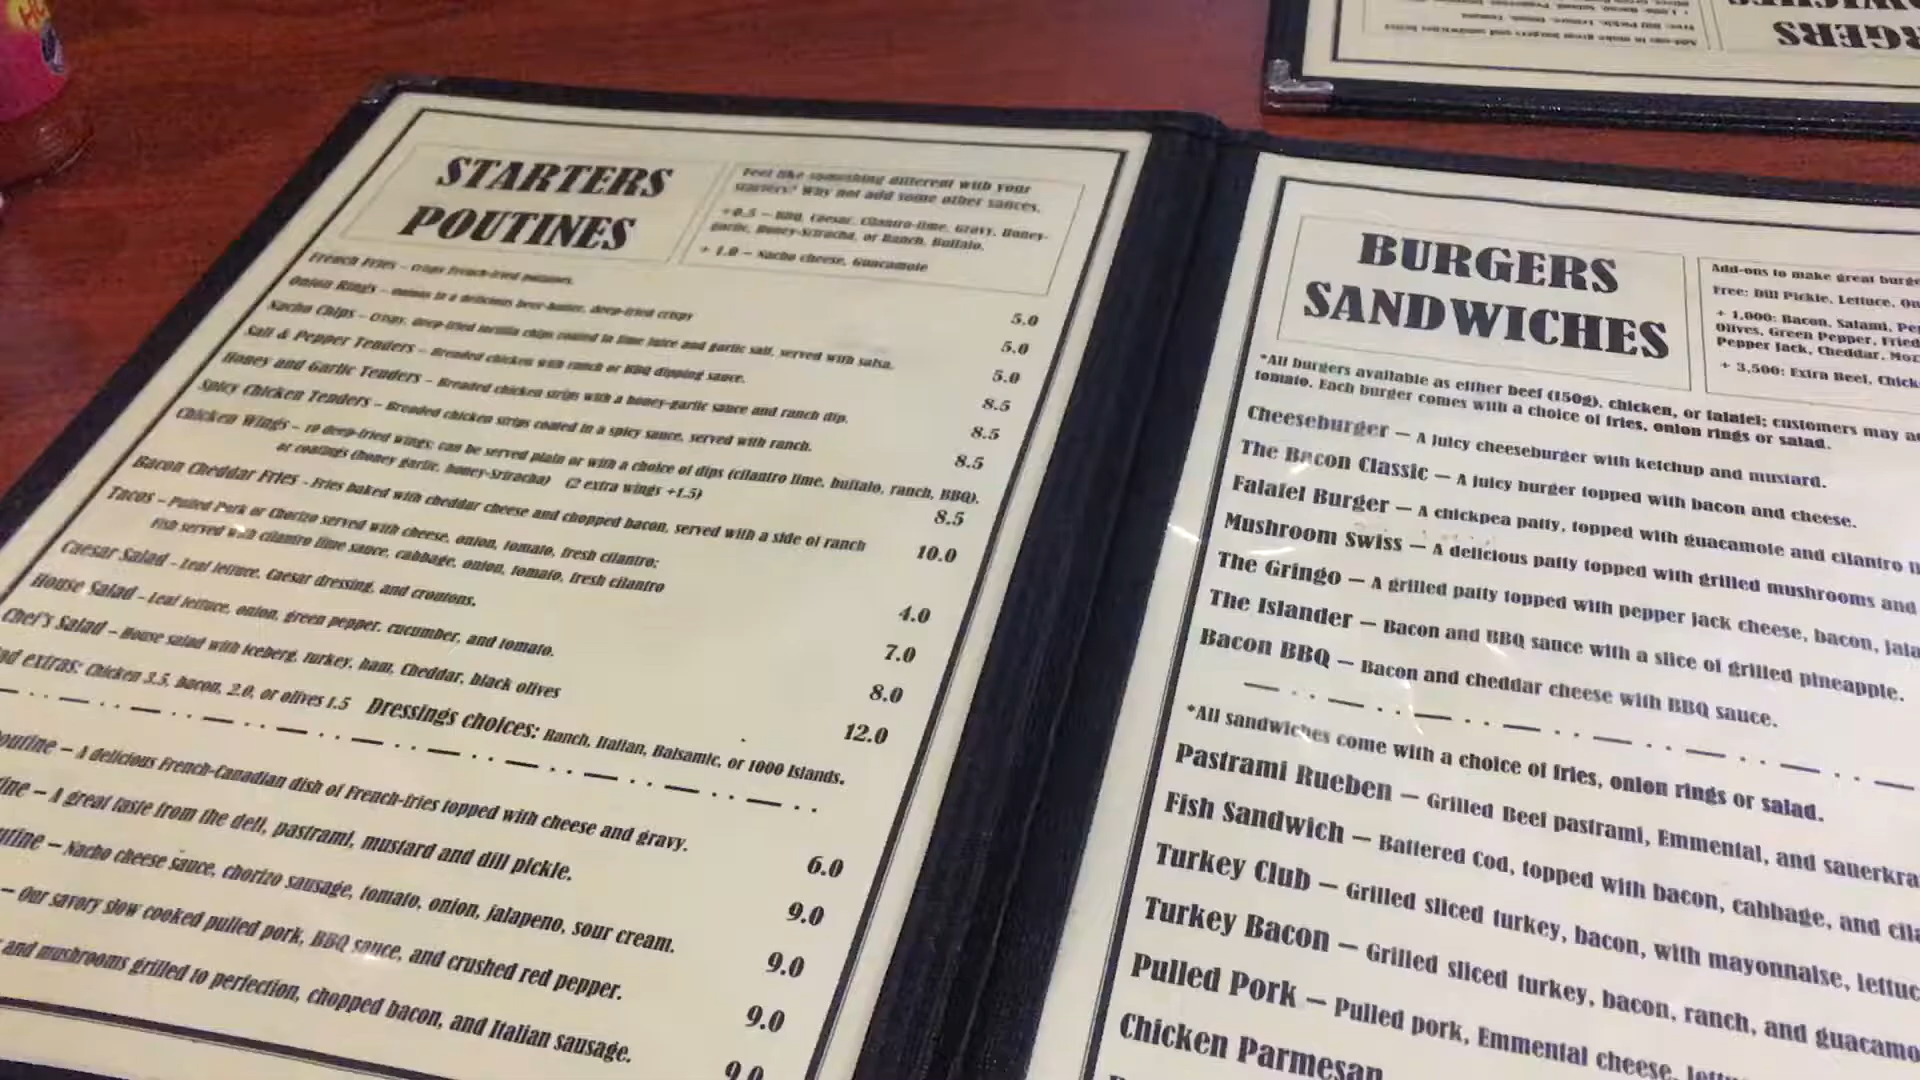 STARTERS
POUTINES
Feel like something different with your
starters? Why not add some other sauces.
+0.5 – BBQ, Caesar, Cilantro-lime, Gravy, Honey-
garlic, Honey-Sriracha, or Ranch, Buffalo.
+ 1.0 – Nacho cheese, Guacamole
French Fries – crispy French-fried potatoes.
5.0
Onion Rings – onions in a delicious beer-batter, deep-fried crispy
5.0
Nacho Chips – Crispy, deep-fried tortilla chips coated in lime juice and garlic salt, served with salsa.
5.0
Salt & Pepper Tenders – Breaded chicken with ranch or BBQ dipping sauce.
8.5
Honey and Garlic Tenders – Breaded chicken strips with a honey-garlic sauce and ranch dip.
8.5
Spicy Chicken Tenders – Breaded chicken strips coated in a spicy sauce, served with ranch.
8.5
Chicken Wings – 10 deep-fried wings; can be served plain or with a choice of dips (cilantro lime, buffalo, ranch, BBQ).
or coatings (honey garlic, honey-Sriracha) (2 extra wings +1.5)
8.5
Bacon Cheddar Fries - Fries baked with cheddar cheese and chopped bacon, served with a side of ranch
10.0
Tacos – Pulled Pork or Chorizo served with cheese, onion, tomato, fresh cilantro;
Fish served with cilantro lime sauce, cabbage, onion, tomato, fresh cilantro
4.0
Caesar Salad – Leaf lettuce, Caesar dressing, and croutons.
7.0
House Salad – Leaf lettuce, onion, green pepper, cucumber, and tomato.
8.0
Chef's Salad – House salad with iceberg, turkey, ham, Cheddar, black olives
12.0
ad extras: Chicken 3.5, bacon, 2.0, or olives 1.5 Dressings choices: Ranch, Italian, Balsamic, or 1000 Islands.
outine – A delicious French-Canadian dish of French-fries topped with cheese and gravy.
6.0
ine – A great taste from the deli, pastrami, mustard and dill pickle.
9.0
utine – Nacho cheese sauce, chorizo sausage, tomato, onion, jalapeno, sour cream.
9.0
– Our savory slow cooked pulled pork, BBQ sauce, and crushed red pepper.
9.0
and mushrooms grilled to perfection, chopped bacon, and Italian sausage.
9.0
BURGERS
SANDWICHES
Add-ons to make great burge
Free: Dill Pickle, Lettuce, On
+ 1,000: Bacon, Salami, Pep
Olives, Green Pepper, Fried
Pepper Jack, Cheddar, Moz
+ 3,500: Extra Beef, Chick
*All burgers available as either beef (150g), chicken, or falafel; customers may a
tomato. Each burger comes with a choice of fries, onion rings or salad.
Cheeseburger – A juicy cheeseburger with ketchup and mustard.
The Bacon Classic – A juicy burger topped with bacon and cheese.
Falafel Burger – A chickpea patty, topped with guacamole and cilantro
Mushroom Swiss – A delicious patty topped with grilled mushrooms and
The Gringo – A grilled patty topped with pepper jack cheese, bacon, jala
The Islander – Bacon and BBQ sauce with a slice of grilled pineapple.
Bacon BBQ – Bacon and cheddar cheese with BBQ sauce.
*All sandwiches come with a choice of fries, onion rings or salad.
Pastrami Rueben – Grilled Beef pastrami, Emmental, and sauerkra
Fish Sandwich – Battered Cod, topped with bacon, cabbage, and cila
Turkey Club – Grilled sliced turkey, bacon, with mayonnaise, lettuc
Turkey Bacon – Grilled sliced turkey, bacon, ranch, and guacamo
Pulled Pork – Pulled pork, Emmental cheese, lettu
Chicken Parmesan